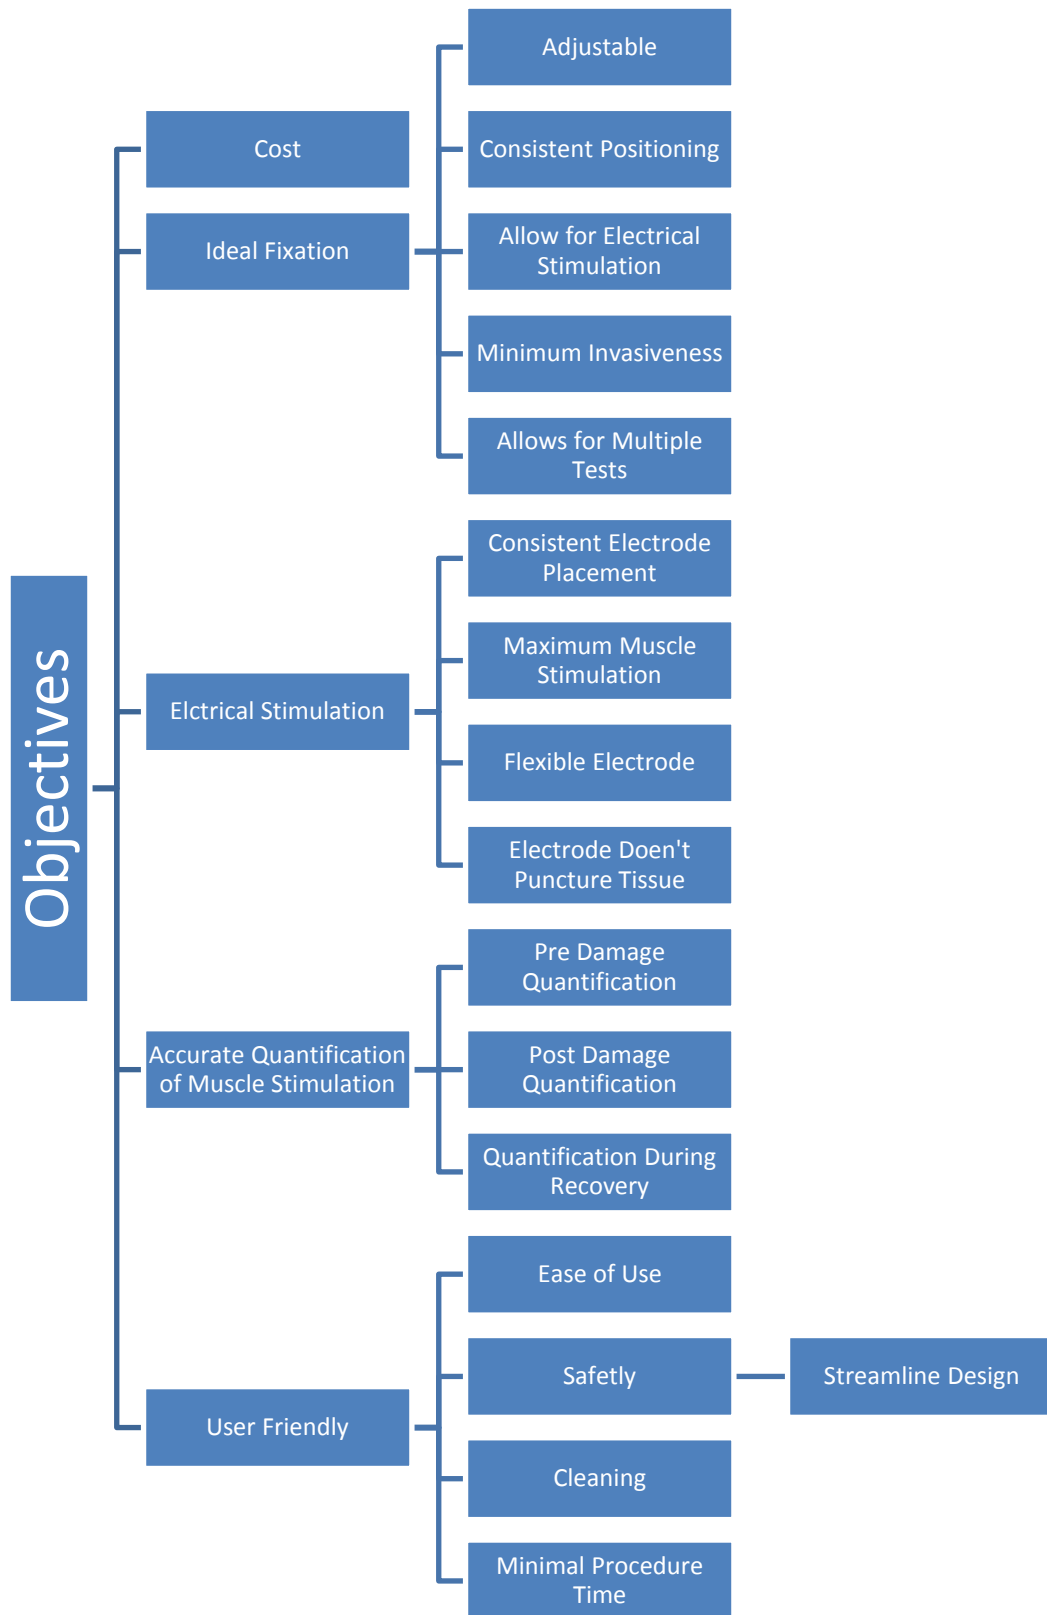 Objectives
Cost
Ideal Fixation
Adjustable
Consistent Positioning
Allow for Electrical
Stimulation
Minimum Invasiveness
Allows for Multiple
Tests
Elctrical Stimulation
Consistent Electrode
Placement
Maximum Muscle
Stimulation
Flexible Electrode
Electrode Doen't
Puncture Tissue
Accurate Quantification
of Muscle Stimulation
Pre Damage
Quantification
Post Damage
Quantification
Quantification During
Recovery
User Friendly
Ease of Use
Safetly
Streamline Design
Cleaning
Minimal Procedure
Time